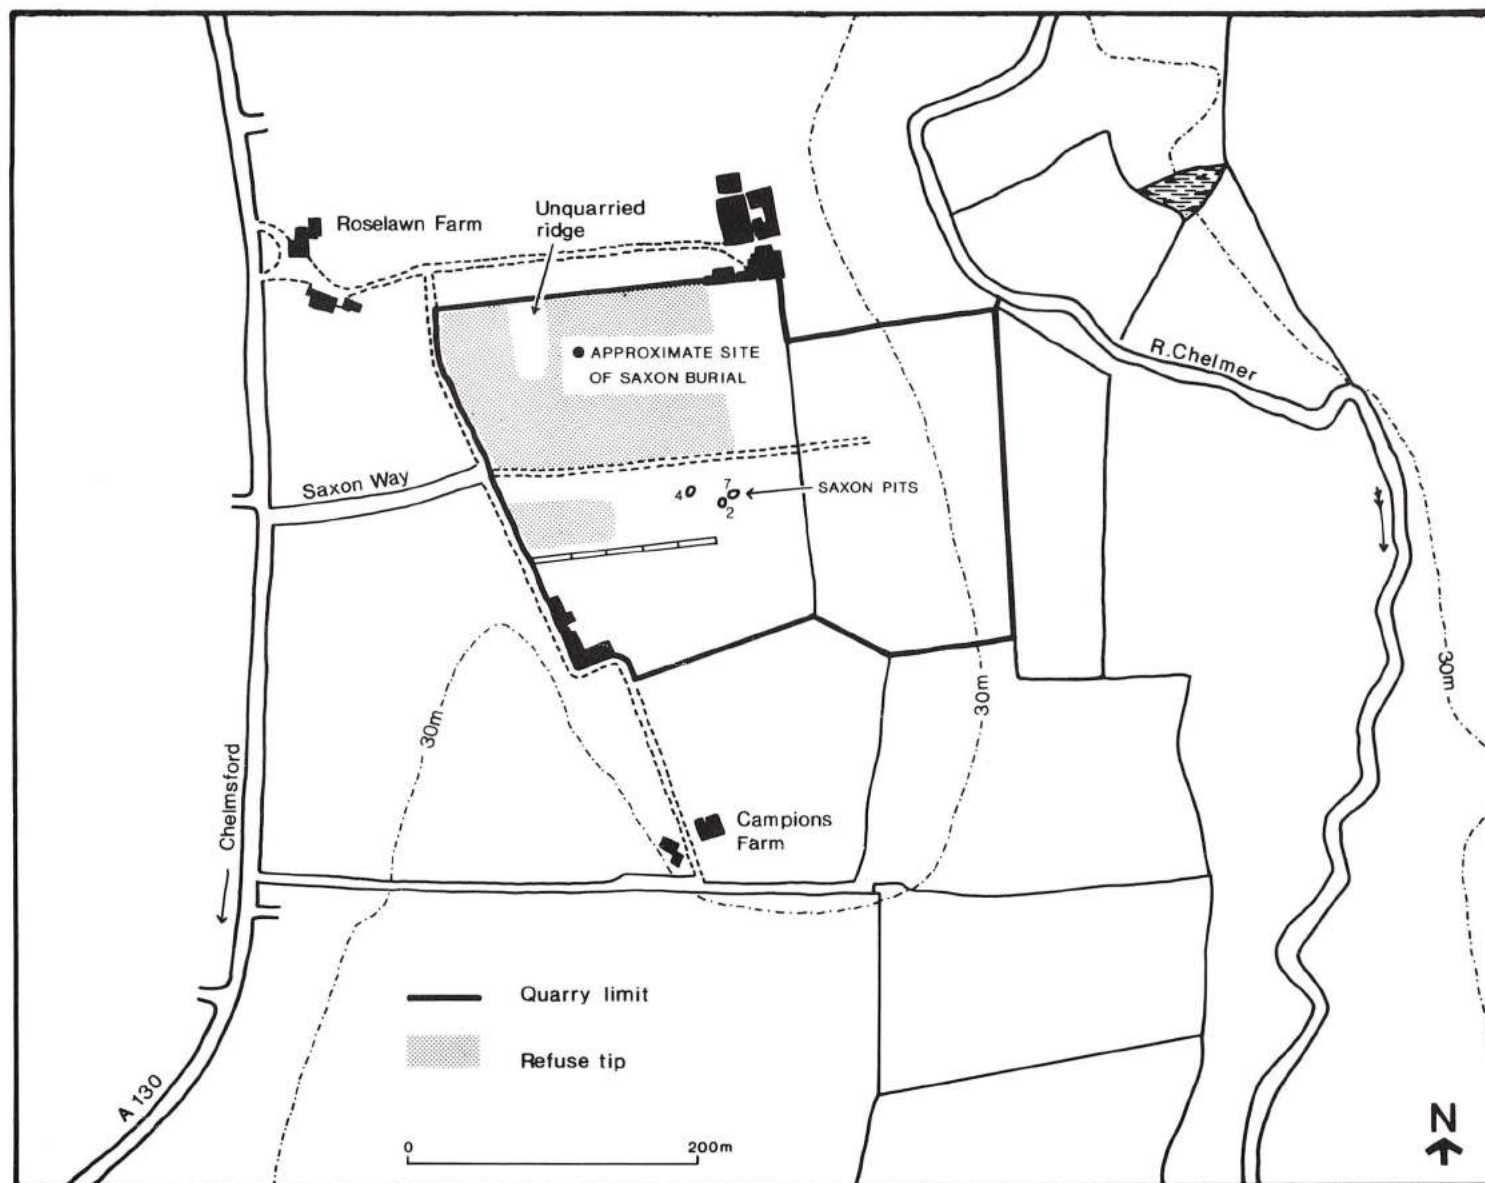 Roselawn Farm
Unquarried
ridge
APPROXIMATE SITE
OF SAXON BURIAL
R.Chelmer
Saxon Way
4
7
2
SAXON PITS
30m
30m
30m
Chelmsford
Campions
Farm
Quarry limit
Refuse tip
A 130
0
200m
N